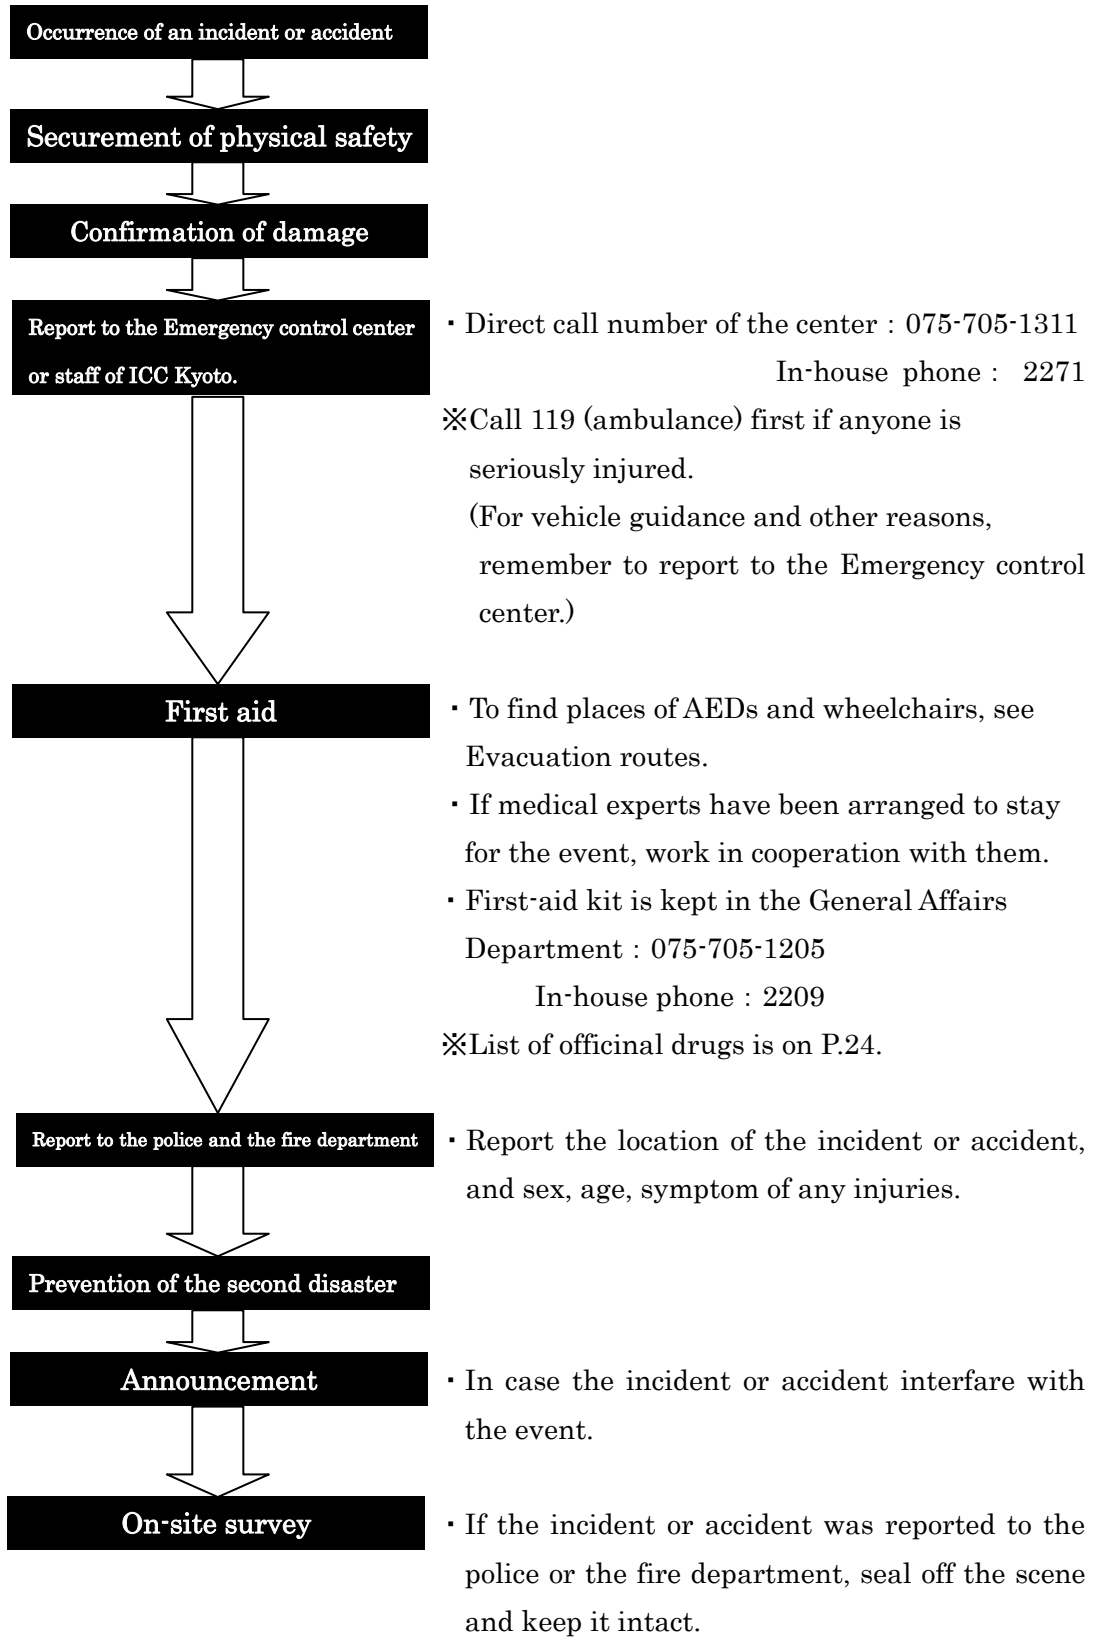 Occurrence of an incident or accident
Securement of physical safety
Confirmation of damage
Report to the Emergency control center
or staff of ICC Kyoto.
・Direct call number of the center：075-705-1311
In-house phone： 2271
※Call 119 (ambulance) first if anyone is
seriously injured.
(For vehicle guidance and other reasons,
remember to report to the Emergency control
center.)
First aid
・To find places of AEDs and wheelchairs, see
Evacuation routes.
・If medical experts have been arranged to stay
for the event, work in cooperation with them.
・First-aid kit is kept in the General Affairs
Department：075-705-1205
In-house phone：2209
※List of officinal drugs is on P.24.
Report to the police and the fire department
・Report the location of the incident or accident,
and sex, age, symptom of any injuries.
Prevention of the second disaster
Announcement
・In case the incident or accident interfare with
the event.
On-site survey
・If the incident or accident was reported to the
police or the fire department, seal off the scene
and keep it intact.